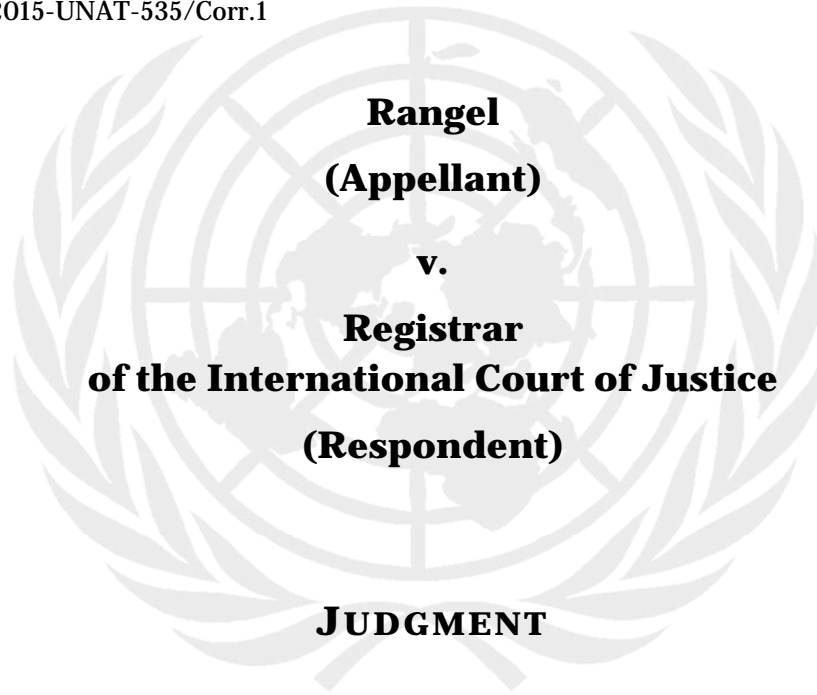 2015-UNAT-535/Corr.1
Rangel
(Appellant)
v.
Registrar
of the International Court of Justice
(Respondent)
JUDGMENT